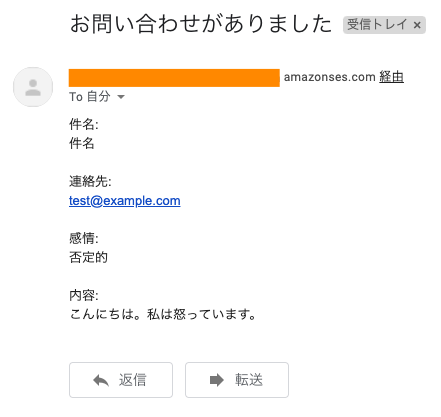 お問い合わせがありました 受信トレイ ×
amazonses.com 経由
To 自分
件名:
件名
連絡先:
test@example.com
感情:
否定的
内容:
こんにちは。私は怒っています。
返信 転送